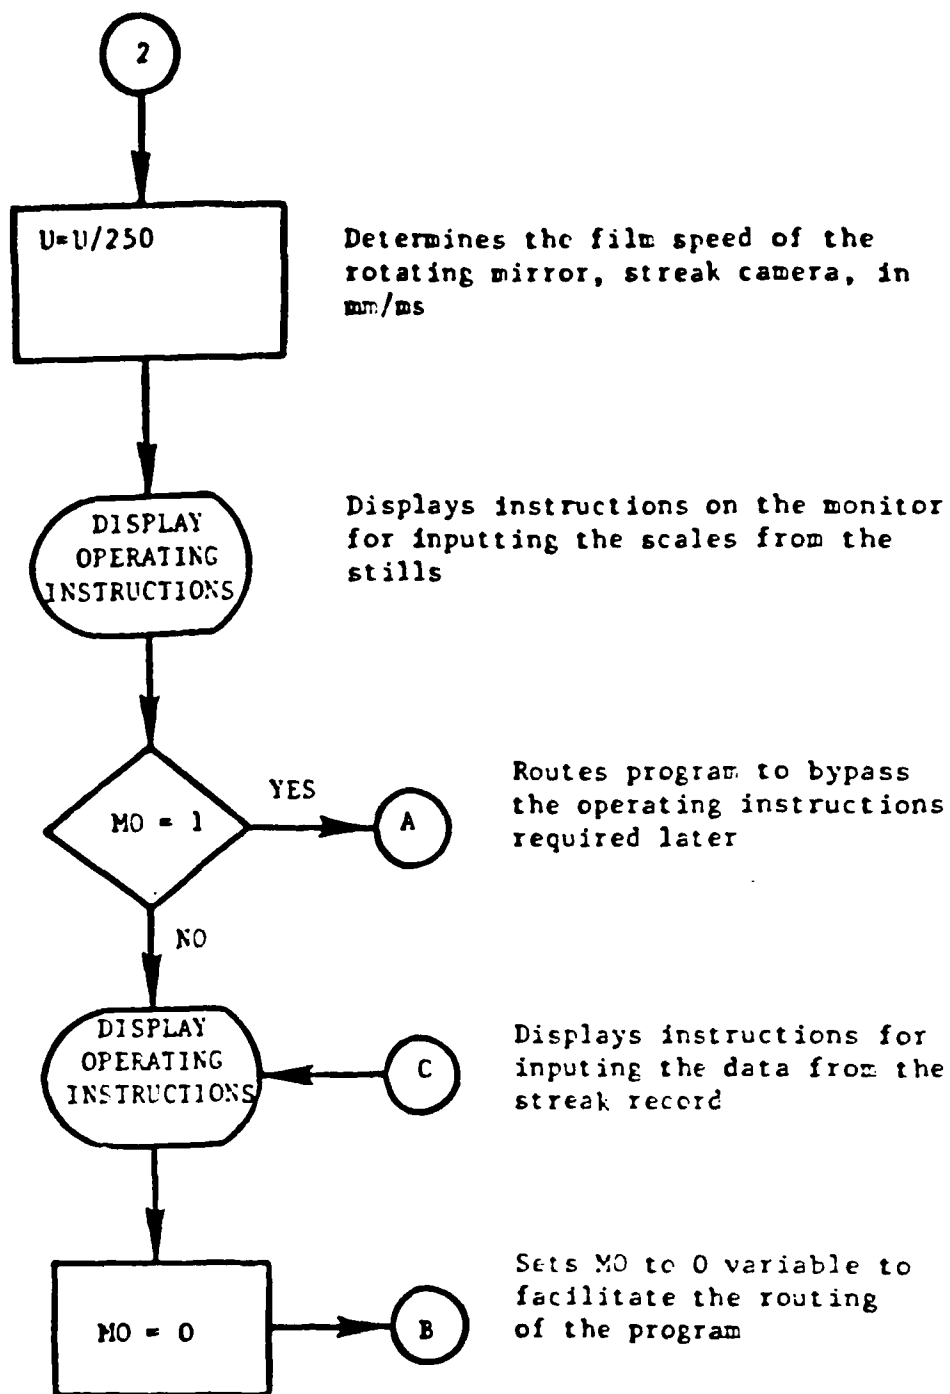 2
U=U/250
Determines the film speed of the
rotating mirror, streak camera, in
mm/ms
DISPLAY
OPERATING
INSTRUCTIONS
Displays instructions on the monitor
for inputting the scales from the
stills
MO = 1
YES
A
Routes program to bypass
the operating instructions
required later
NO
DISPLAY
OPERATING
INSTRUCTIONS
C
Displays instructions for
inputing the data from the
streak record
MO = 0
B
Sets MO to 0 variable to
facilitate the routing
of the program